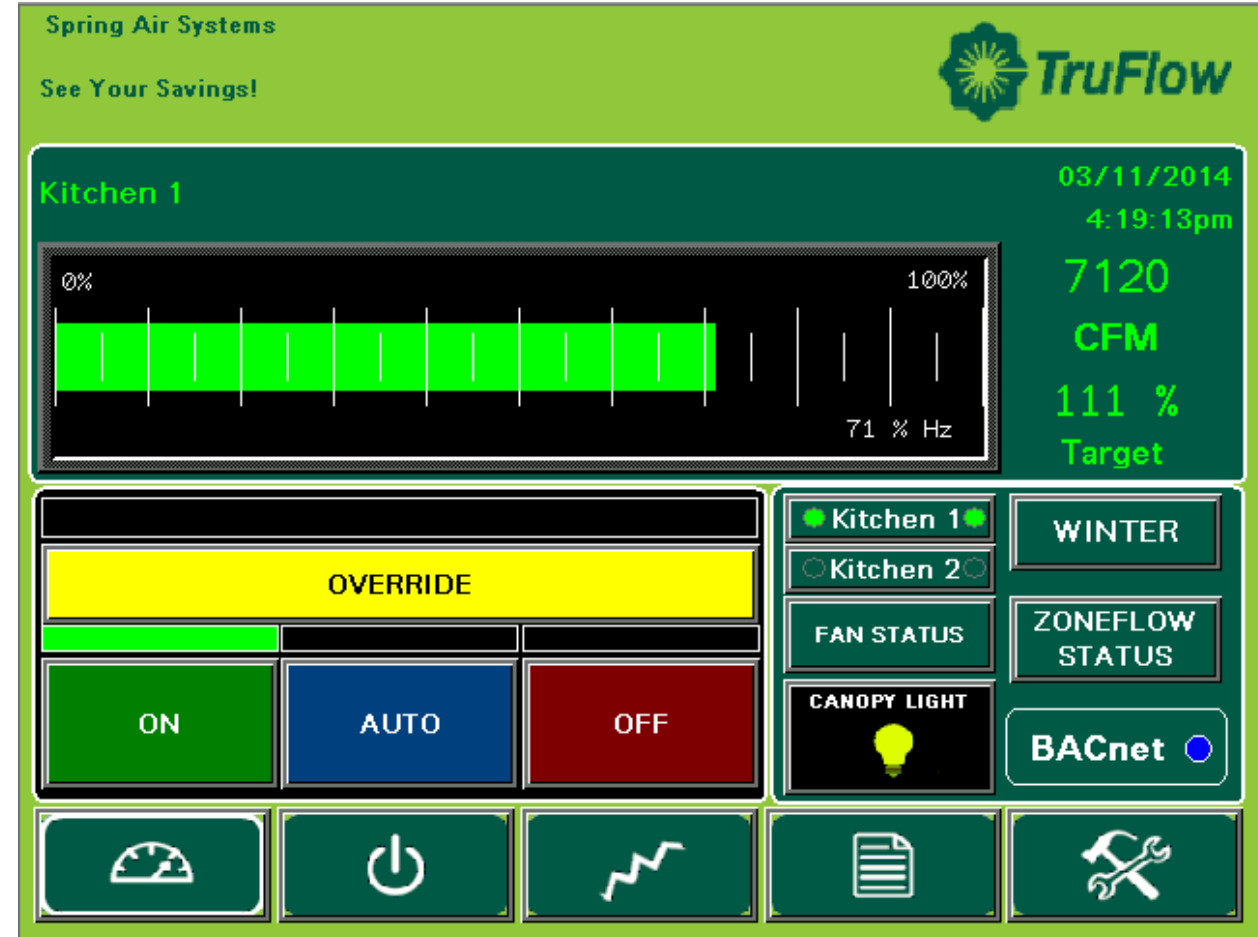 Spring Air Systems
See Your Savings!
TruFlow
Kitchen 1
03/11/2014
4:19:13pm
0%
100%
71 % Hz
7120
CFM
111 %
Target
OVERRIDE
ON
AUTO
OFF
Kitchen 1
Kitchen 2
FAN STATUS
CANOPY LIGHT
WINTER
ZONEFLOW
STATUS
BACnet